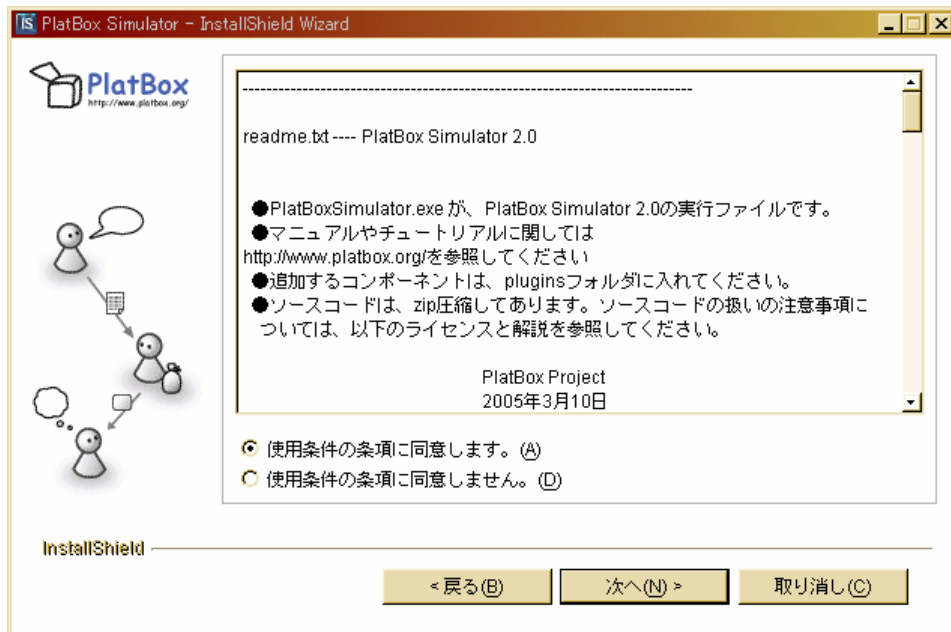 PlatBox Simulator - InstallShield Wizard
PlatBox
http://www.platbox.org/
--------------------------------------------------------------------------
readme.txt ---- PlatBox Simulator 2.0
●PlatBoxSimulator.exe が、PlatBox Simulator 2.0の実行ファイルです。
●マニュアルやチュートリアルに関しては
http://www.platbox.org/を参照してください
●追加するコンポーネントは、pluginsフォルダに入れてください。
●ソースコードは、zip圧縮してあります。ソースコードの扱いの注意事項に
ついては、以下のライセンスと解説を参照してください。
PlatBox Project
2005年3月10日
使用条件の条項に同意します。(A)
使用条件の条項に同意しません。(D)
InstallShield
< 戻る(B)
次へ(N) >
取り消し(C)